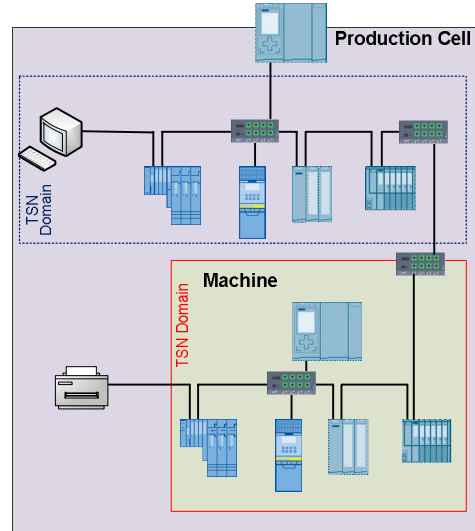 Production Cell
TSN
Domain
Machine
TSN Domain